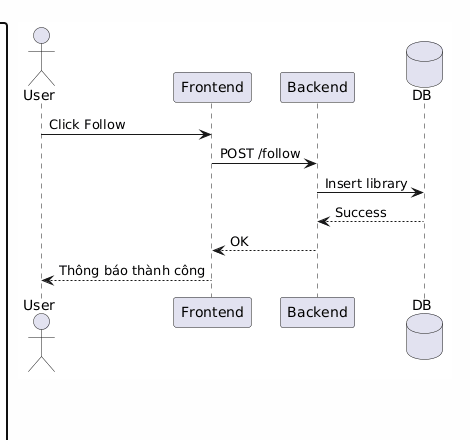 User
Frontend
Backend
DB
Click Follow
POST /follow
Insert library
Success
OK
Thông báo thành công
User
Frontend
Backend
DB